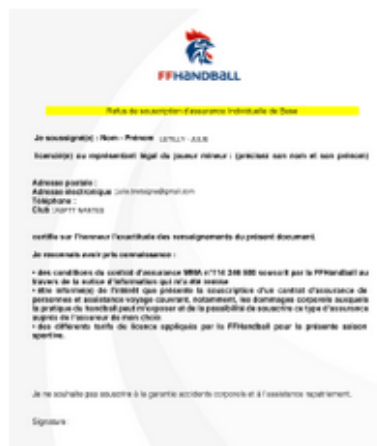 FFHANDBALL
Refus de souscription d'assurance Individuelle de Base
Je soussigné(e) : Nom - Prénom : - JULIE
licencié(e) ou représentant légal du joueur mineur : (précisez son nom et son prénom)
Adresse postale :
Adresse électronique : @gmail.com
Téléphone :
Club : NANTES
certifie sur l'honneur l'exactitude des renseignements du présent document.
Je reconnais avoir pris connaissance :
• des conditions du contrat d'assurance MMA n°114 246 500 souscrit par la FFHandball au
travers de la notice d'information qui m'a été remise
• être informé(e) de l'intérêt que présente la souscription d'un contrat d'assurance de
personnes et assistance voyage couvrant, notamment, les dommages corporels auxquels
la pratique du handball peut m'exposer et de la possibilité de souscrire ce type d'assurance
auprès de l'assureur de mon choix.
• des différents tarifs de licence appliqués par la FFHandball pour la présente saison
sportive.
Je ne souhaite pas souscrire à la garantie accidents corporels et à l'assistance rapatriement.
Signature :